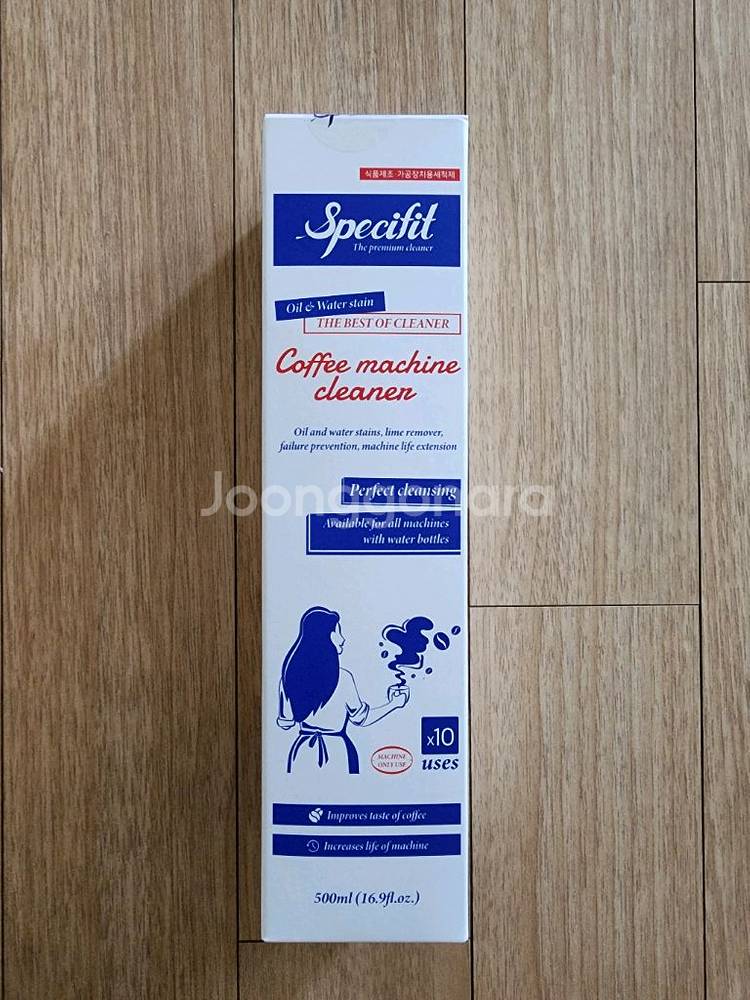 식품제조·가공장치용세척제
Specifit
The premium cleaner
Oil & Water stain
THE BEST OF CLEANER
Coffee machine
cleaner
Oil and water stains, lime remover,
failure prevention, machine life extension
Perfect cleansing
Joonggonara
Available for all machines
with water bottles
x10
uses
MACHINE
ONLY USE
Improves taste of coffee
Increases life of machine
500ml (16.9fl.oz.)